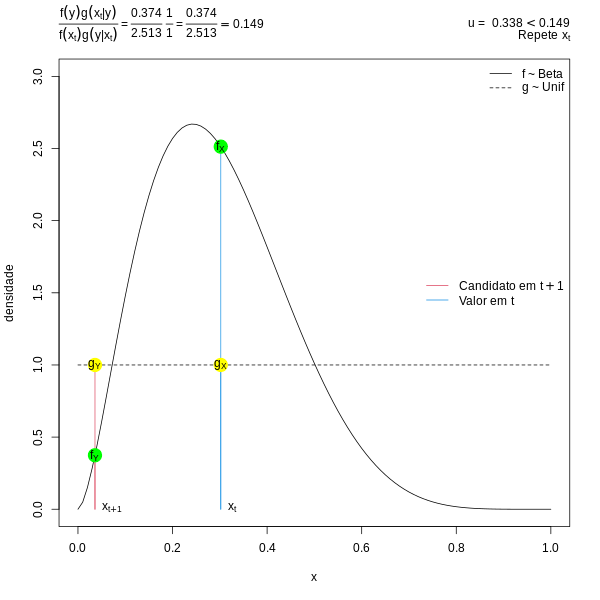 f(y)g(xₜ|y) / f(xₜ)g(y|xₜ) = 0.374 / 2.513 1 / 1 = 0.374 / 2.513 = 0.149
u = 0.338 < 0.149
Repete xₜ
f ~ Beta
g ~ Unif
Candidato em t + 1
Valor em t
densidade
3.0
2.5
2.0
1.5
1.0
0.5
0.0
fX
gY
gX
fY
xₜ₊₁
xₜ
0.0 0.2 0.4 0.6 0.8 1.0
x